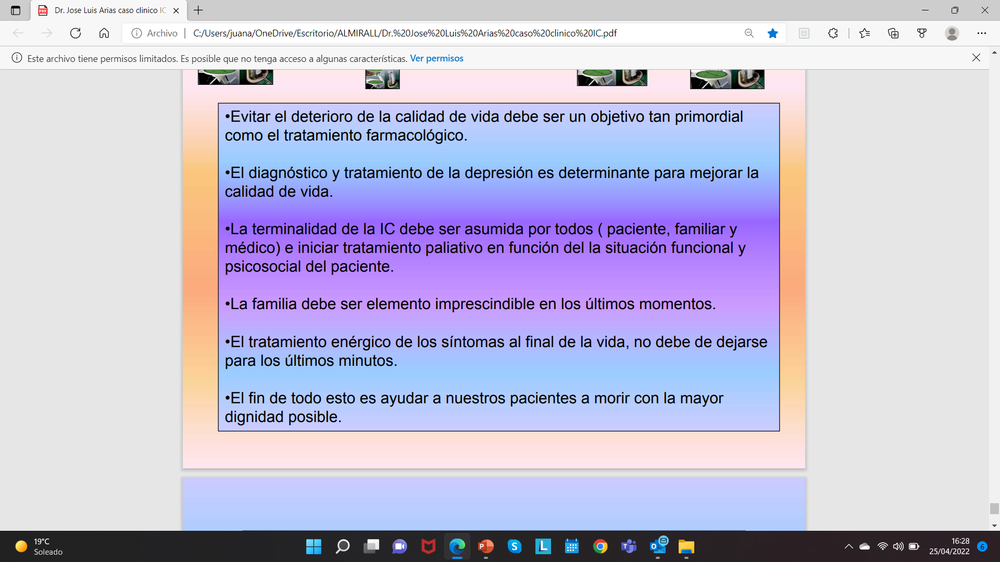 Dr. Jose Luis Arias caso clinico IC
Archivo
C:/Users/juana/OneDrive/Escritorio/ALMIRALL/Dr.%20Jose%20Luis%20Arias%20caso%20clinico%20IC.pdf
Este archivo tiene permisos limitados. Es posible que no tenga acceso a algunas características. Ver permisos
•Evitar el deterioro de la calidad de vida debe ser un objetivo tan primordial
como el tratamiento farmacológico.
•El diagnóstico y tratamiento de la depresión es determinante para mejorar la
calidad de vida.
•La terminalidad de la IC debe ser asumida por todos ( paciente, familiar y
médico) e iniciar tratamiento paliativo en función del la situación funcional y
psicosocial del paciente.
•La familia debe ser elemento imprescindible en los últimos momentos.
•El tratamiento enérgico de los síntomas al final de la vida, no debe de dejarse
para los últimos minutos.
•El fin de todo esto es ayudar a nuestros pacientes a morir con la mayor
dignidad posible.
19°C
Soleado
16:28
25/04/2022
6